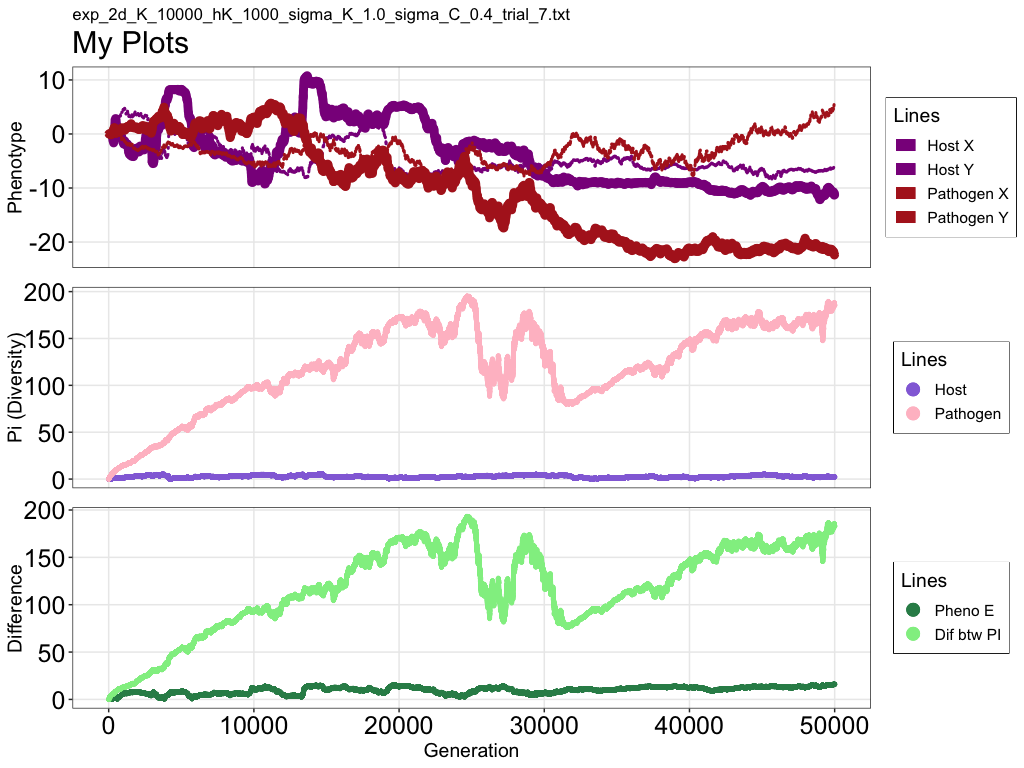 exp_2d_K_10000_hK_1000_sigma_K_1.0_sigma_C_0.4_trial_7.txt
My Plots
Phenotype
10
0
-10
-20
Lines
Host X
Host Y
Pathogen X
Pathogen Y
Pi (Diversity)
200
150
100
50
0
Lines
Host
Pathogen
Difference
200
150
100
50
0
Lines
Pheno E
Dif btw PI
0 10000 20000 30000 40000 50000
Generation